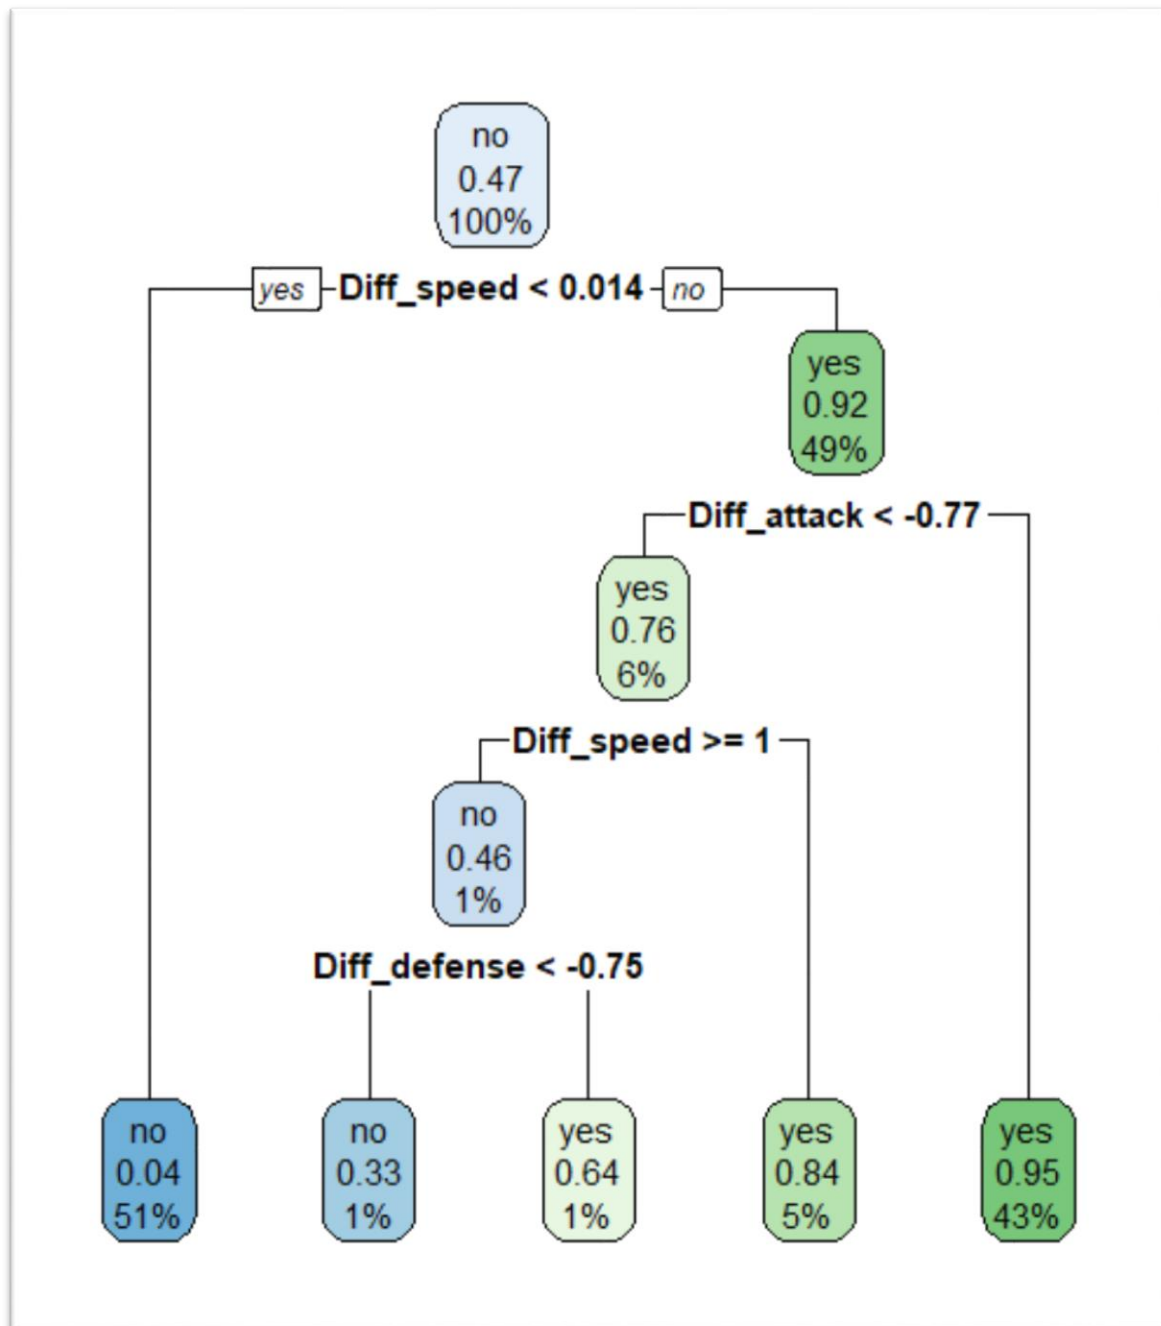 no
0.47
100%
yes Diff_speed < 0.014 no
yes
0.92
49%
Diff_attack < -0.77
yes
0.76
6%
Diff_speed >= 1
no
0.46
1%
Diff_defense < -0.75
no
0.04
51%
no
0.33
1%
yes
0.64
1%
yes
0.84
5%
yes
0.95
43%